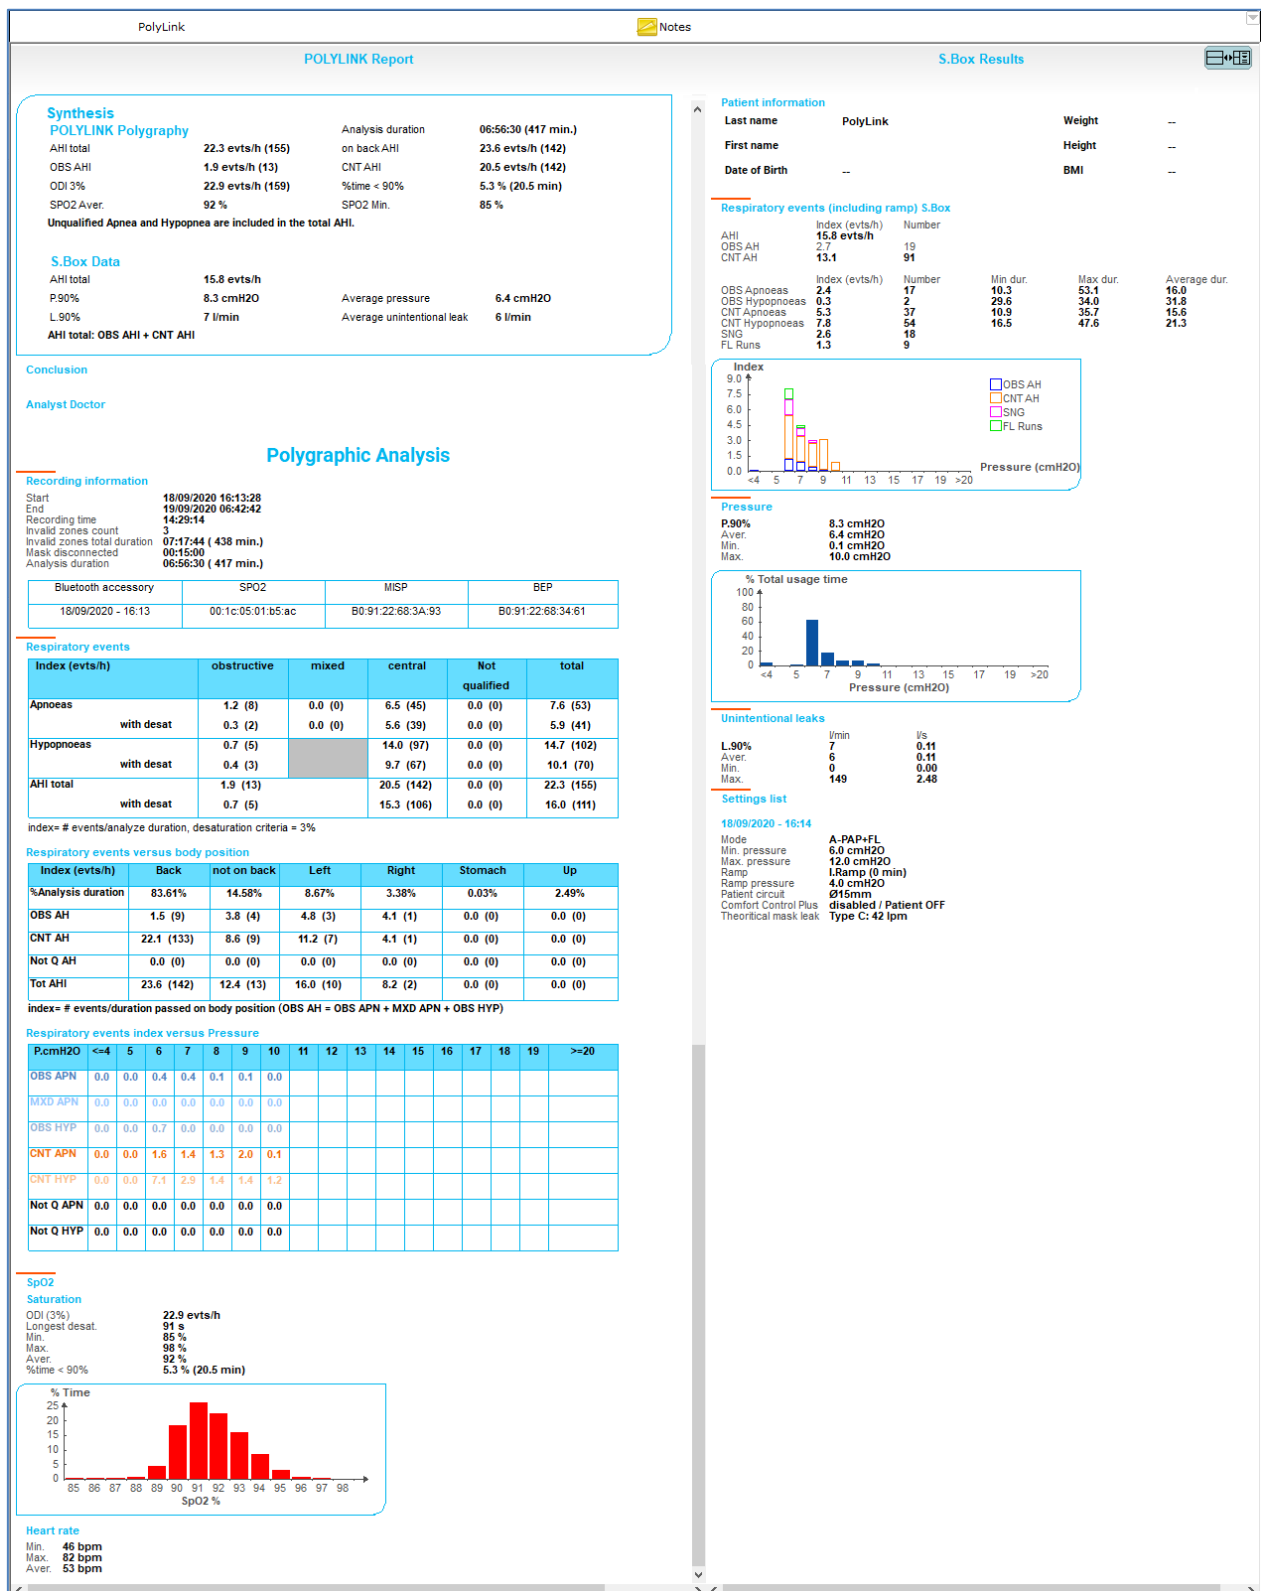 PolyLink
Notes
POLYLINK Report
S.Box Results
Synthesis
POLYLINK Polygraphy
Analysis duration 06:56:30 (417 min.)
AHI total 22.3 evts/h (155) on back AHI 23.6 evts/h (142)
OBS AHI 1.9 evts/h (13) CNT AHI 20.5 evts/h (142)
ODI 3% 22.9 evts/h (159) %time < 90% 5.3 % (20.5 min)
SPO2 Aver. 92 % SPO2 Min. 85 %
Unqualified Apnea and Hypopnea are included in the total AHI.
S.Box Data
AHI total 15.8 evts/h
P.90% 8.3 cmH2O Average pressure 6.4 cmH2O
L.90% 7 l/min Average unintentional leak 6 l/min
AHI total: OBS AHI + CNT AHI
Conclusion
Analyst Doctor
Polygraphic Analysis
Recording information
Start 18/09/2020 16:13:28
End 19/09/2020 06:42:42
Recording time 14:29:14
Invalid zones count 3
Invalid zones total duration 07:17:44 ( 438 min.)
Mask disconnected 00:15:00
Analysis duration 06:56:30 ( 417 min.)
Bluetooth accessory SPO2 MISP BEP
18/09/2020 - 16:13 00:1c:05:01:b5:ac B0:91:22:68:3A:93 B0:91:22:68:34:61
Respiratory events
Index (evts/h) obstructive mixed central Not qualified total
Apnoeas 1.2 (8) 0.0 (0) 6.5 (45) 0.0 (0) 7.6 (53)
with desat 0.3 (2) 0.0 (0) 5.6 (39) 0.0 (0) 5.9 (41)
Hypopnoeas 0.7 (5) 14.0 (97) 0.0 (0) 14.7 (102)
with desat 0.4 (3) 9.7 (67) 0.0 (0) 10.1 (70)
AHI total 1.9 (13) 20.5 (142) 0.0 (0) 22.3 (155)
with desat 0.7 (5) 15.3 (106) 0.0 (0) 16.0 (111)
index= # events/analyze duration, desaturation criteria = 3%
Respiratory events versus body position
Index (evts/h) Back not on back Left Right Stomach Up
%Analysis duration 83.61% 14.58% 8.67% 3.38% 0.03% 2.49%
OBS AH 1.5 (9) 3.8 (4) 4.8 (3) 4.1 (1) 0.0 (0) 0.0 (0)
CNT AH 22.1 (133) 8.6 (9) 11.2 (7) 4.1 (1) 0.0 (0) 0.0 (0)
Not Q AH 0.0 (0) 0.0 (0) 0.0 (0) 0.0 (0) 0.0 (0) 0.0 (0)
Tot AHI 23.6 (142) 12.4 (13) 16.0 (10) 8.2 (2) 0.0 (0) 0.0 (0)
index= # events/duration passed on body position (OBS AH = OBS APN + MXD APN + OBS HYP)
Respiratory events index versus Pressure
P.cmH2O <=4 5 6 7 8 9 10 11 12 13 14 15 16 17 18 19 >=20
OBS APN 0.0 0.0 0.4 0.4 0.1 0.1 0.0
MXD APN 0.0 0.0 0.0 0.0 0.0 0.0 0.0
OBS HYP 0.0 0.0 0.7 0.0 0.0 0.0 0.0
CNT APN 0.0 0.0 1.6 1.4 1.3 2.0 0.1
CNT HYP 0.0 0.0 7.1 2.9 1.4 1.4 1.2
Not Q APN 0.0 0.0 0.0 0.0 0.0 0.0 0.0
Not Q HYP 0.0 0.0 0.0 0.0 0.0 0.0 0.0
SpO2
Saturation
ODI (3%) 22.9 evts/h
Longest desat. 91 s
Min. 85 %
Max. 98 %
Aver. 92 %
%time < 90% 5.3 % (20.5 min)
% Time
25
20
15
10
5
0
85 86 87 88 89 90 91 92 93 94 95 96 97 98
SpO2 %
Heart rate
Min. 46 bpm
Max. 82 bpm
Aver. 53 bpm
Patient information
Last name PolyLink Weight --
First name Height --
Date of Birth -- BMI --
Respiratory events (including ramp) S.Box
Index (evts/h) Number
AHI 15.8 evts/h
OBS AH 2.7 19
CNT AH 13.1 91
Index (evts/h) Number Min dur. Max dur. Average dur.
OBS Apnoeas 2.4 17 10.3 53.1 16.0
OBS Hypopnoeas 0.3 2 29.6 34.0 31.8
CNT Apnoeas 5.3 37 10.9 35.7 15.6
CNT Hypopnoeas 7.8 54 16.5 47.6 21.3
SNG 2.6 18
FL Runs 1.3 9
Index
9.0
7.5
6.0
4.5
3.0
1.5
0.0
<4 5 7 9 11 13 15 17 19 >20
Pressure (cmH2O)
OBS AH
CNT AH
SNG
FL Runs
Pressure
P.90% 8.3 cmH2O
Aver. 6.4 cmH2O
Min. 0.1 cmH2O
Max. 10.0 cmH2O
% Total usage time
100
80
60
40
20
0
<4 5 7 9 11 13 15 17 19 >20
Pressure (cmH2O)
Unintentional leaks
l/min l/s
L.90% 7 0.11
Aver. 6 0.11
Min. 0 0.00
Max. 149 2.48
Settings list
18/09/2020 - 16:14
Mode A-PAP+FL
Min. pressure 6.0 cmH2O
Max. pressure 12.0 cmH2O
Ramp I.Ramp (0 min)
Ramp pressure 4.0 cmH2O
Patient circuit Ø15mm
Comfort Control Plus disabled / Patient OFF
Theoritical mask leak Type C: 42 lpm